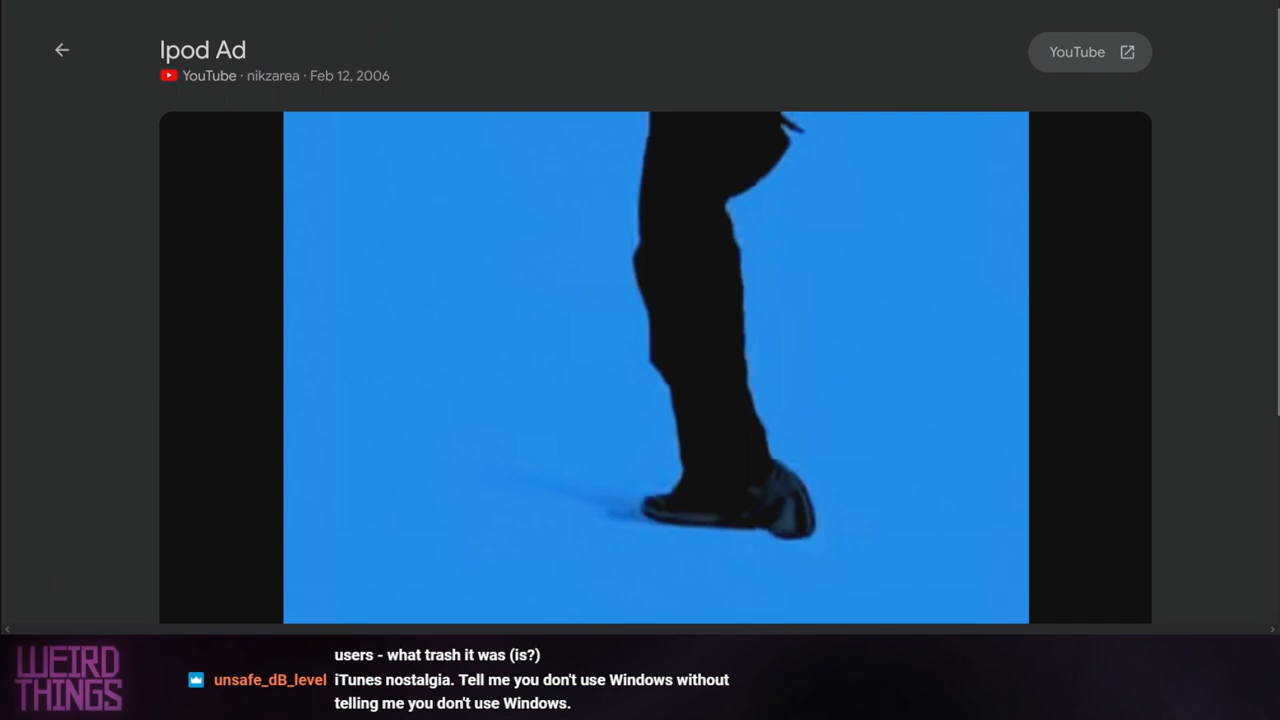 Ipod Ad
YouTube · nikzarea · Feb 12, 2006
YouTube
WEIRD
THINGS
users - what trash it was (is?)
unsafe_dB_level iTunes nostalgia. Tell me you don't use Windows without
telling me you don't use Windows.